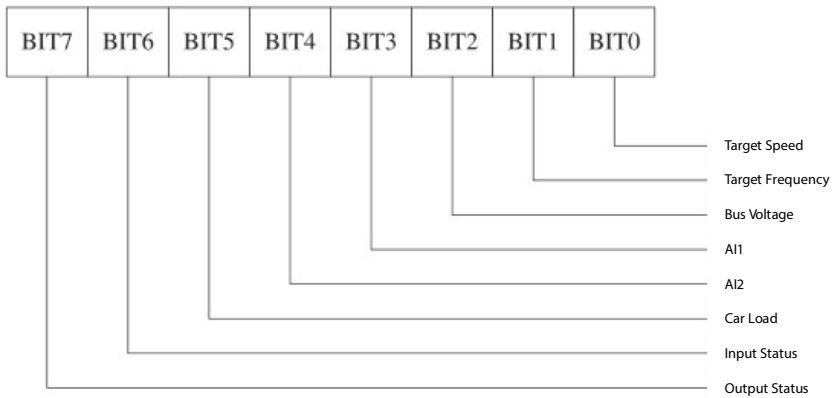 BIT7 BIT6 BIT5 BIT4 BIT3 BIT2 BIT1 BIT0
Target Speed
Target Frequency
Bus Voltage
AI1
AI2
Car Load
Input Status
Output Status